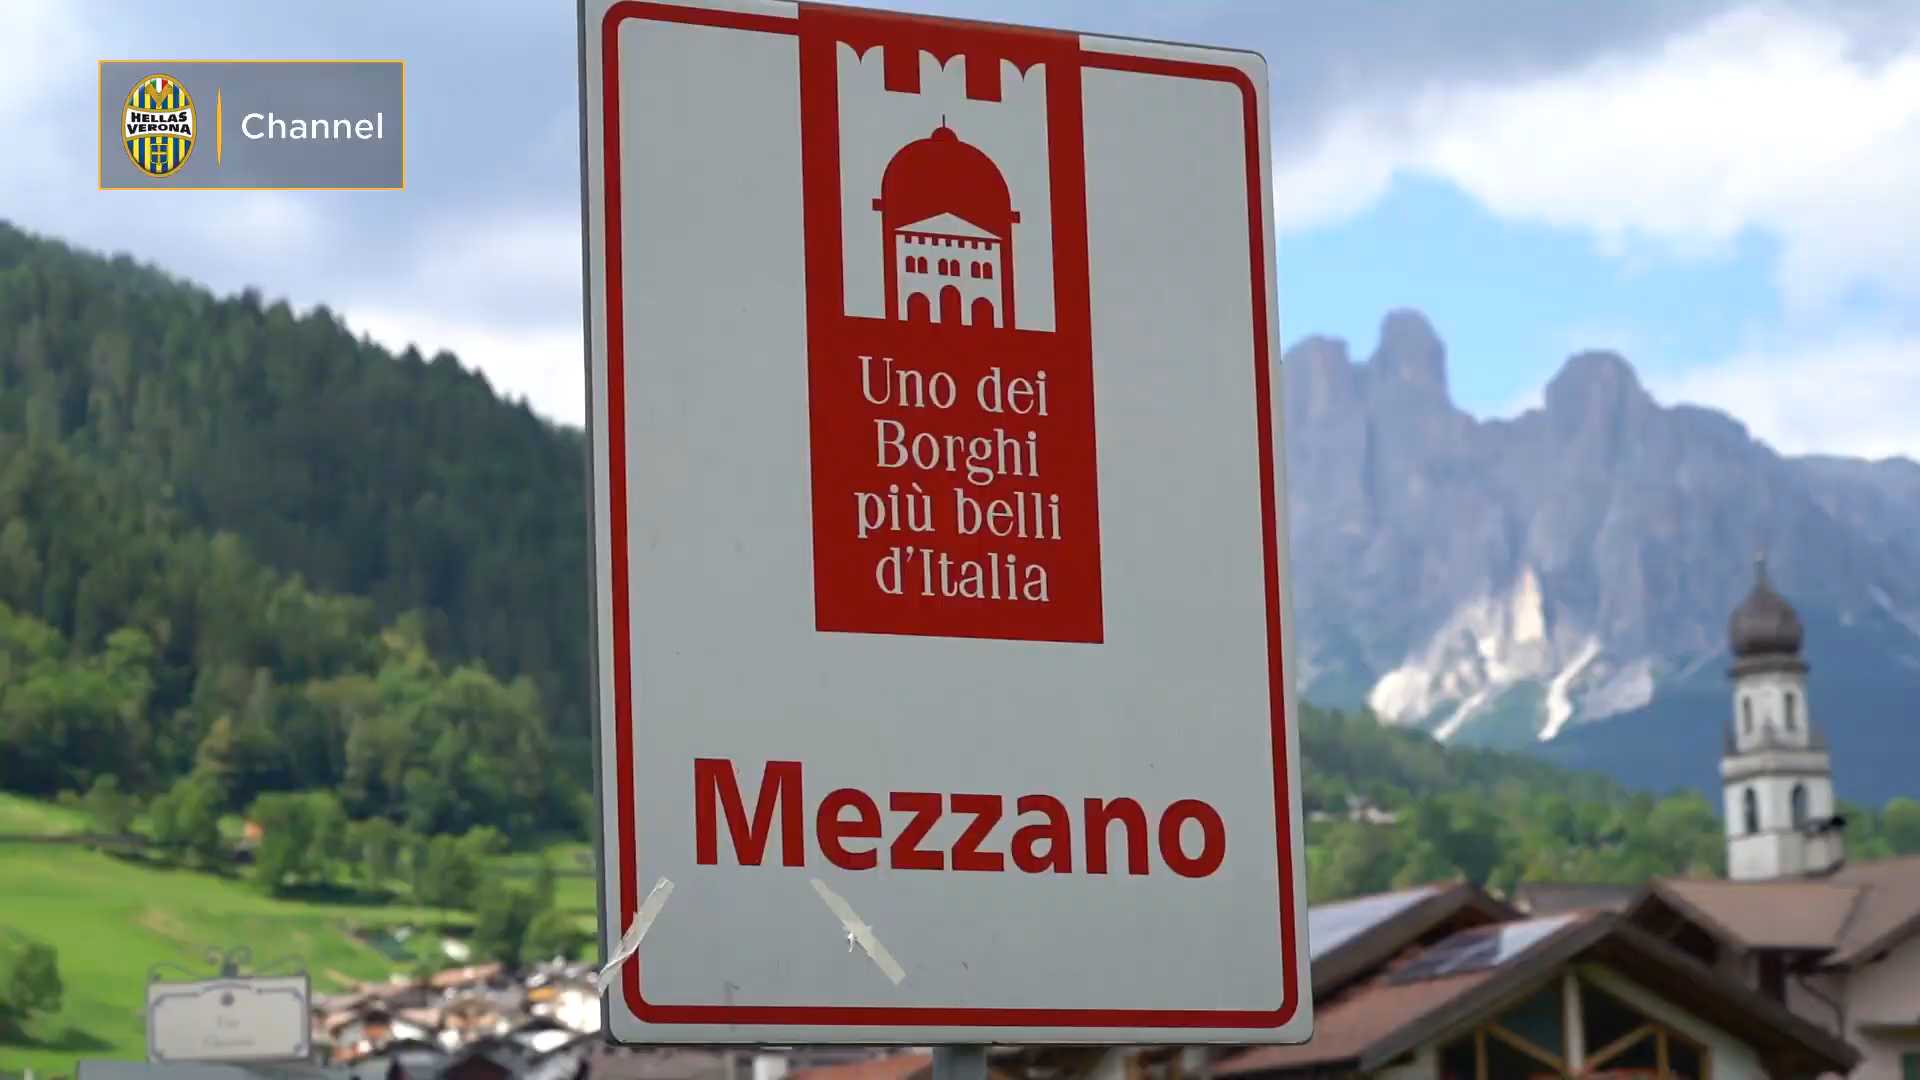 HELLAS
VERONA
Channel
Uno dei
Borghi
più belli
d'Italia
Mezzano